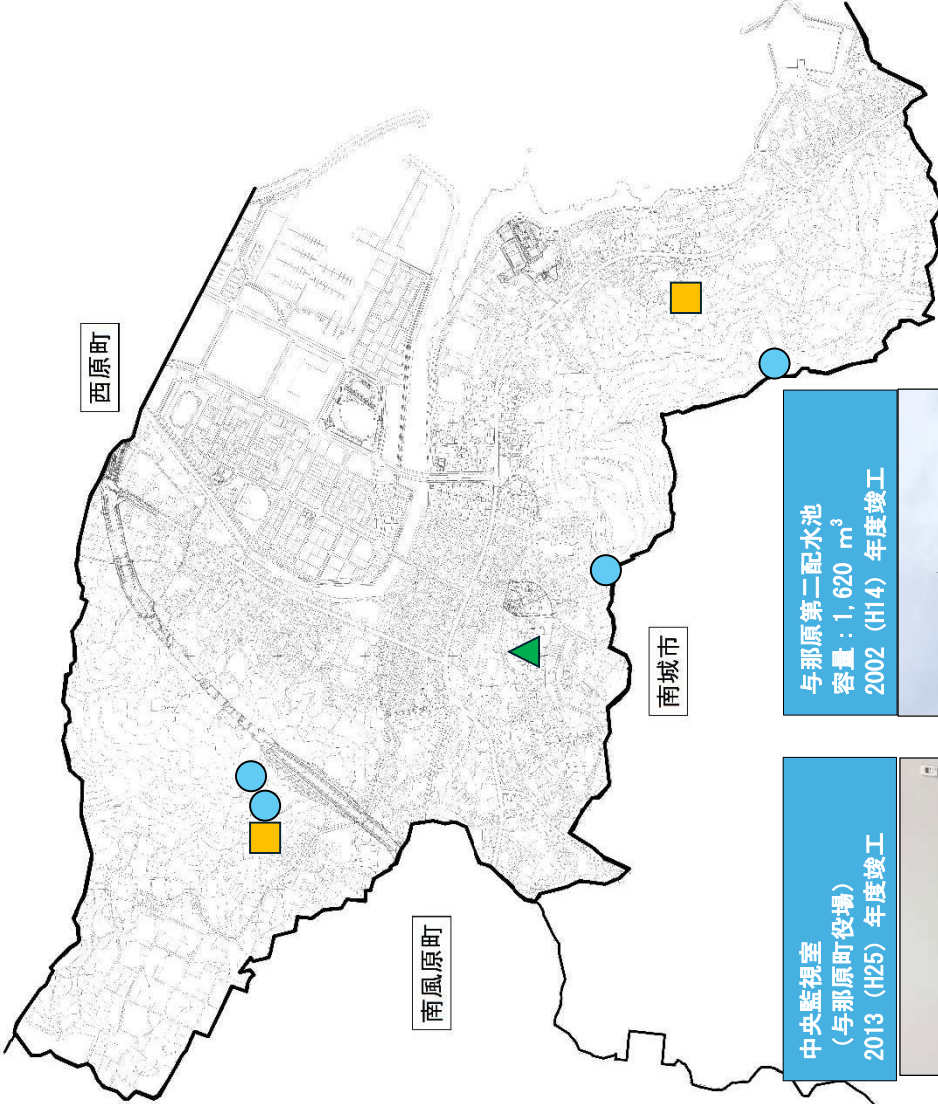 西原町
南城市
南風原町
与那原第二配水池
容量：1,620 m³
2002 (H14) 年度竣工
中央監視室
(与那原町役場)
2013 (H25) 年度竣工